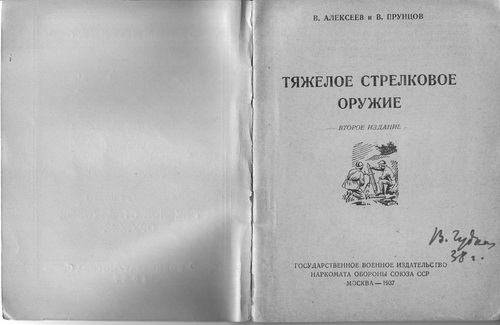 В. АЛЕКСЕЕВ и В. ПРУНЦОВ
ТЯЖЕЛОЕ СТРЕЛКОВОЕ
ОРУЖИЕ
ВТОРОЕ ИЗДАНИЕ
В.
38 г.
ГОСУДАРСТВЕННОЕ ВОЕННОЕ ИЗДАТЕЛЬСТВО
НАРКОМАТА ОБОРОНЫ СОЮЗА ССР
МОСКВА — 1937